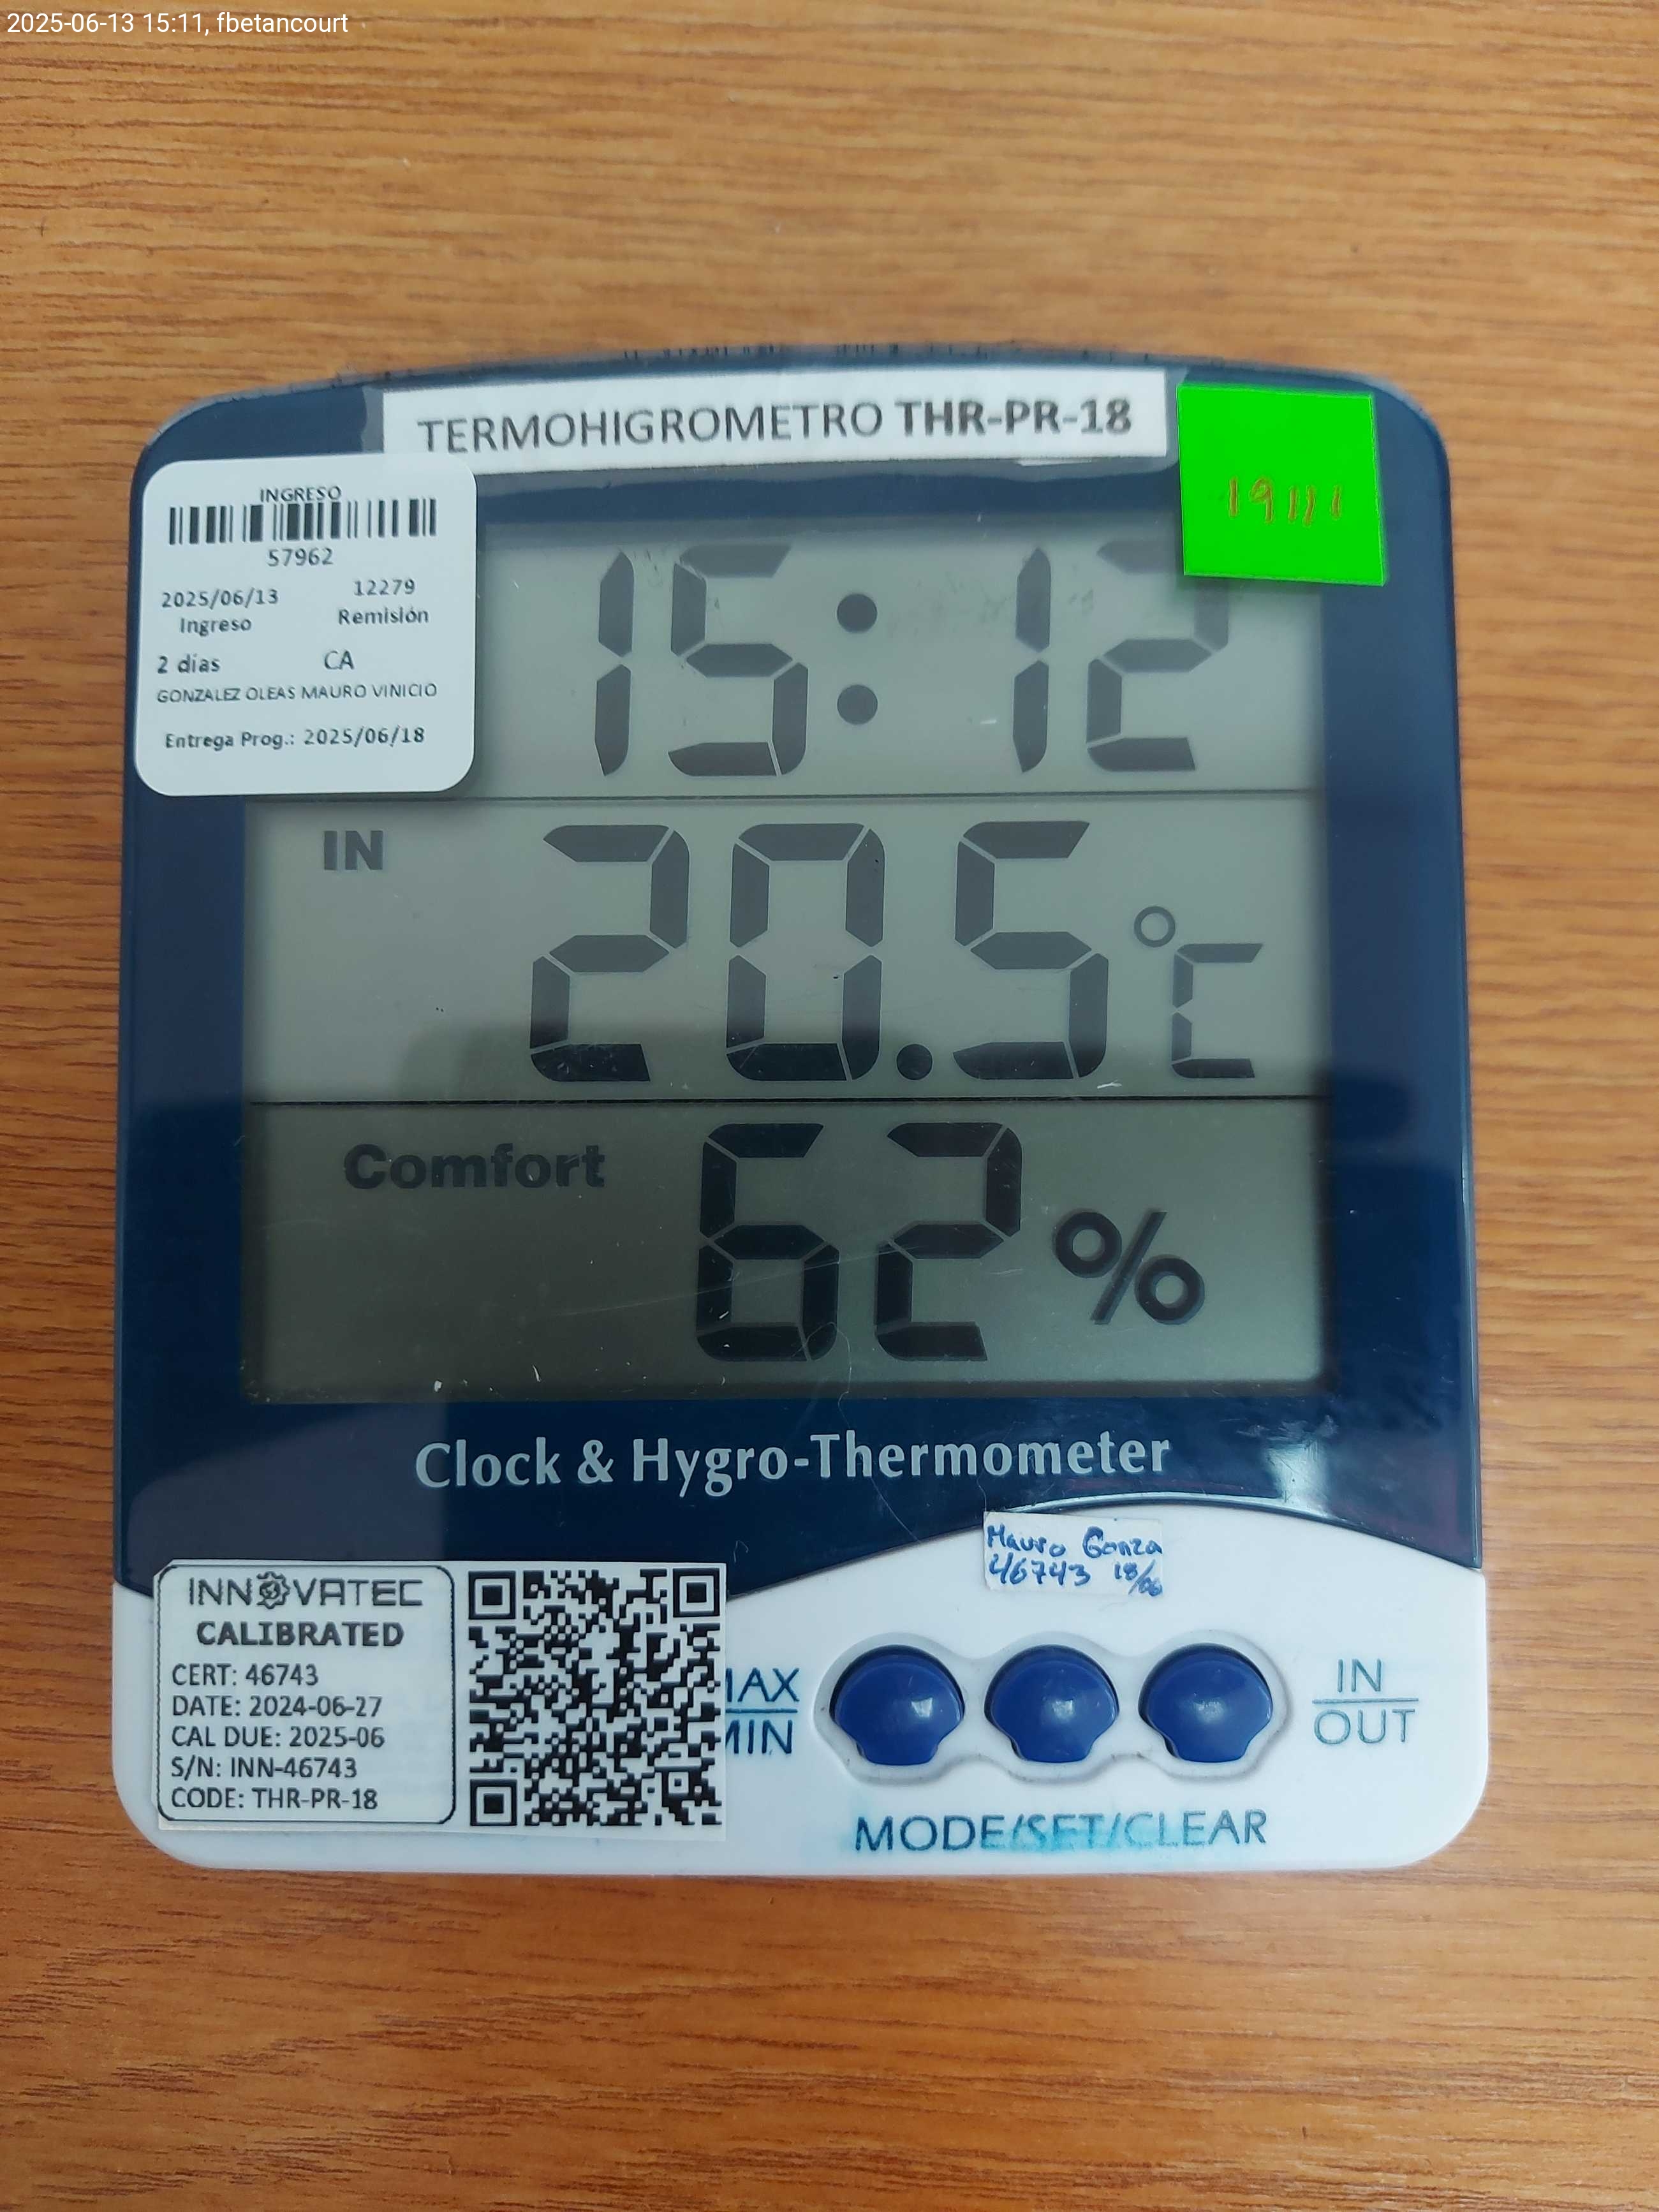 2025-06-13 15:11, fbetancourt
TERMOHIGROMETRO THR-PR-18
INGRESO
57962
2025/06/13 12279
Ingreso Remisión
2 días CA
GONZALEZ OLEAS MAURO VINICIO
Entrega Prog.: 2025/06/18
15:12
IN
20.5 °C
Comfort 62 %
Clock & Hygro-Thermometer
Mauro Gonza
46743 18/06
INNOVATEC
CALIBRATED
CERT: 46743
DATE: 2024-06-27
CAL DUE: 2025-06
S/N: INN-46743
CODE: THR-PR-18
AX
MIN
IN
OUT
MODE/SET/CLEAR